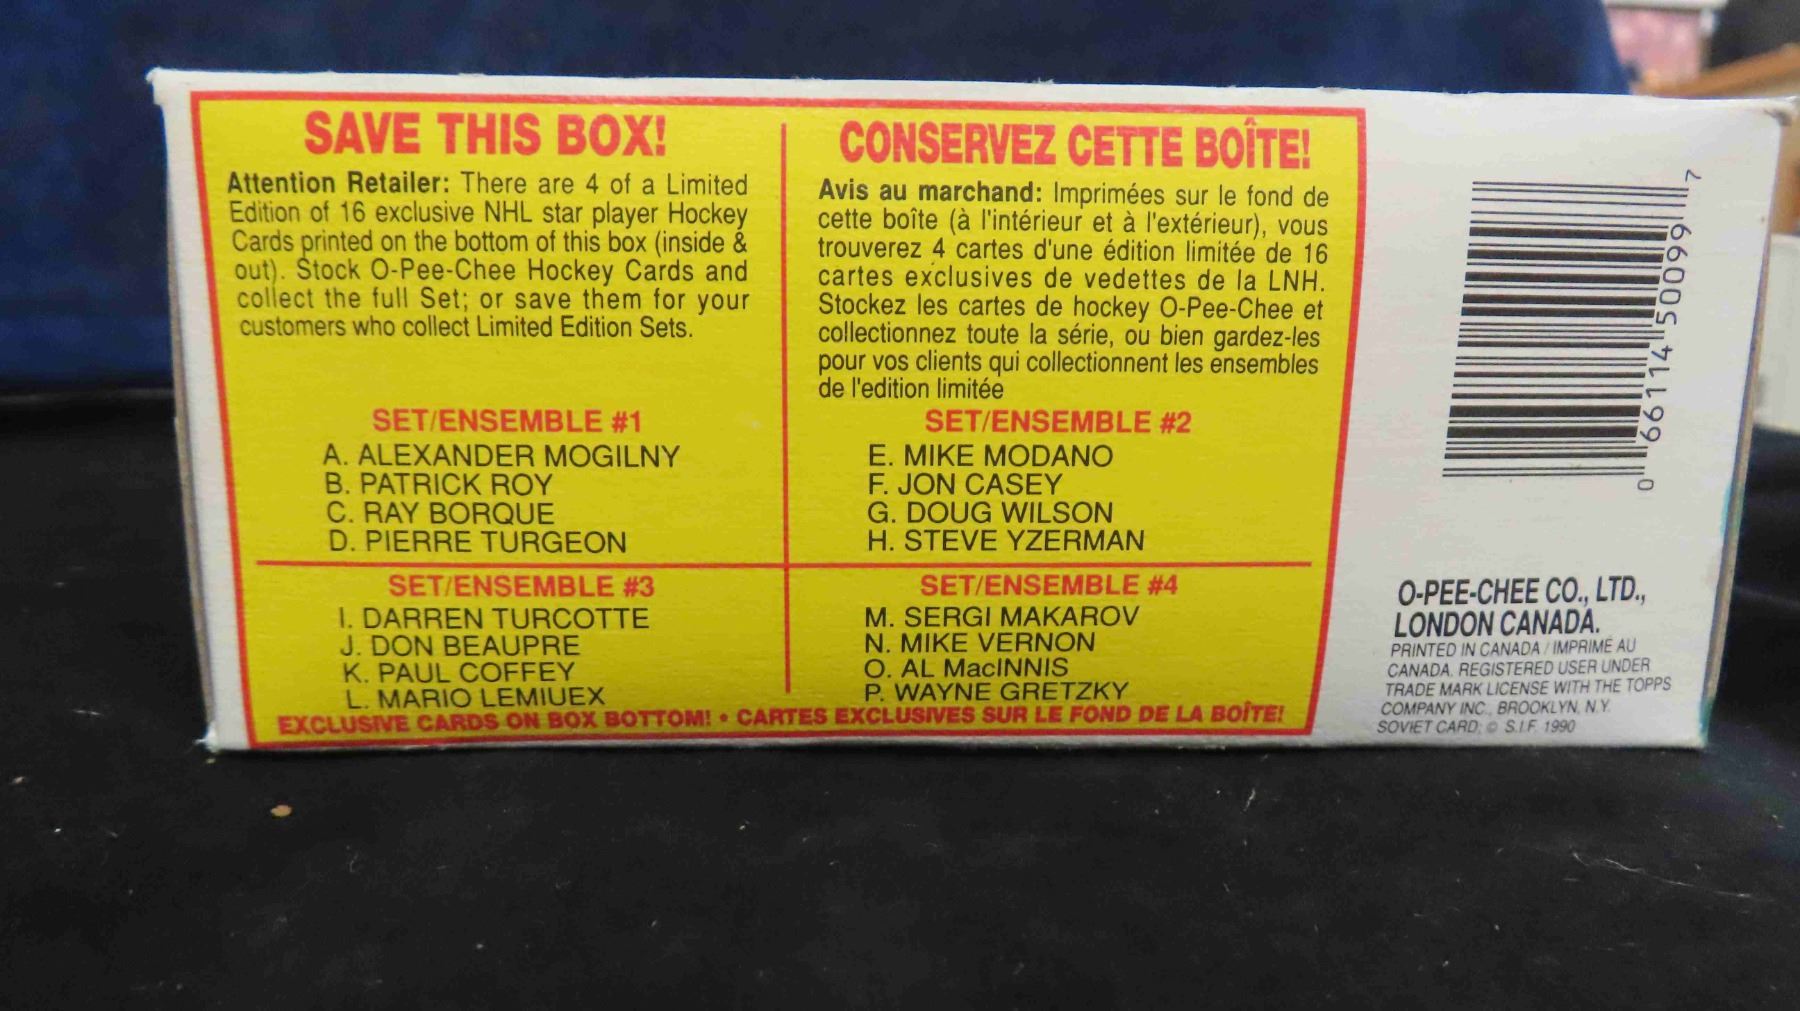 SAVE THIS BOX!
Attention Retailer: There are 4 of a Limited
Edition of 16 exclusive NHL star player Hockey
Cards printed on the bottom of this box (inside &
out). Stock O-Pee-Chee Hockey Cards and
collect the full Set; or save them for your
customers who collect Limited Edition Sets.
CONSERVEZ CETTE BOÎTE!
Avis au marchand: Imprimées sur le fond de
cette boîte (à l'intérieur et à l'extérieur), vous
trouverez 4 cartes d'une édition limitée de 16
cartes exclusives de vedettes de la LNH.
Stockez les cartes de hockey O-Pee-Chee et
collectionnez toute la série, ou bien gardez-les
pour vos clients qui collectionnent les ensembles
de l'edition limitée
SET/ENSEMBLE #1
A. ALEXANDER MOGILNY
B. PATRICK ROY
C. RAY BORQUE
D. PIERRE TURGEON
SET/ENSEMBLE #2
E. MIKE MODANO
F. JON CASEY
G. DOUG WILSON
H. STEVE YZERMAN
SET/ENSEMBLE #3
I. DARREN TURCOTTE
J. DON BEAUPRE
K. PAUL COFFEY
L. MARIO LEMIUEX
SET/ENSEMBLE #4
M. SERGI MAKAROV
N. MIKE VERNON
O. AL MacINNIS
P. WAYNE GRETZKY
EXCLUSIVE CARDS ON BOX BOTTOM! • CARTES EXCLUSIVES SUR LE FOND DE LA BOÎTE!
0 66114 50099 7
O-PEE-CHEE CO., LTD.,
LONDON CANADA.
PRINTED IN CANADA / IMPRIMÉ AU
CANADA. REGISTERED USER UNDER
TRADE MARK LICENSE WITH THE TOPPS
COMPANY INC., BROOKLYN, N.Y.
SOVIET CARD; © S.I.F. 1990